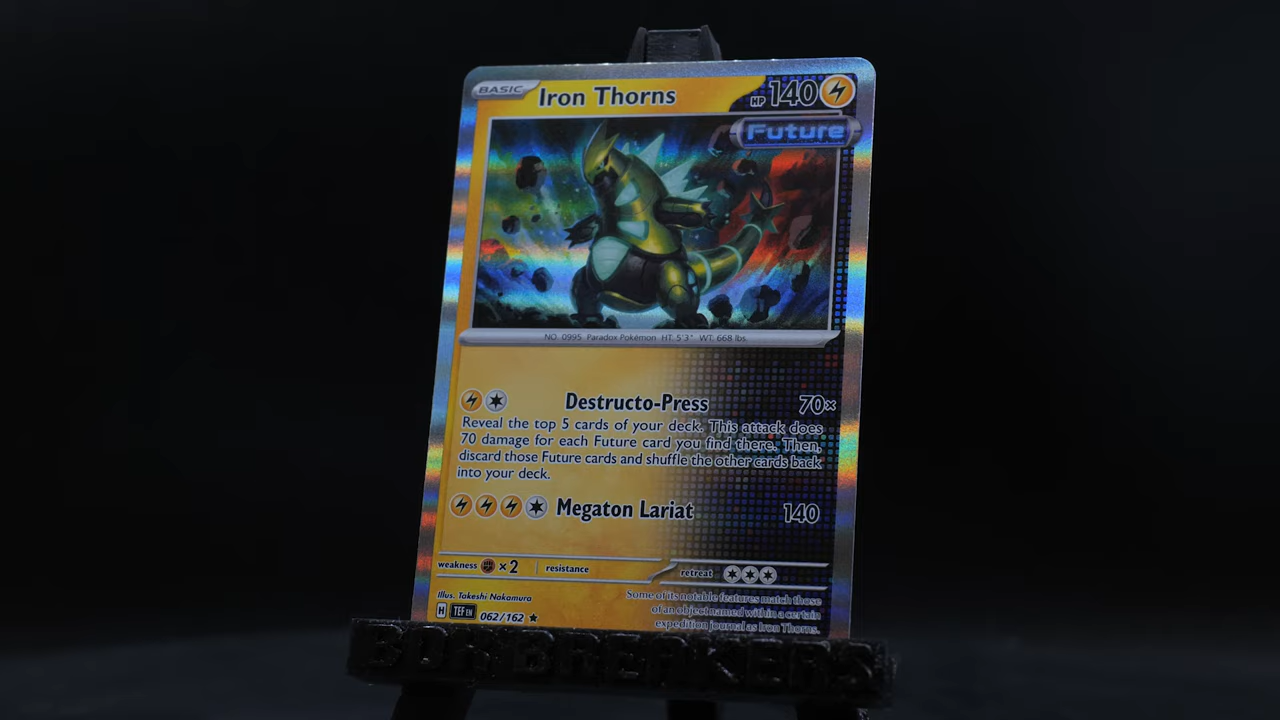 BASIC
Iron Thorns
HP 140
Future
NO. 0995 Paradox Pokémon HT: 5'3" WT: 668 lbs.
Destructo-Press 70×
Reveal the top 5 cards of your deck. This attack does
70 damage for each Future card you find there. Then,
discard those Future cards and shuffle the other cards back
into your deck.
Megaton Lariat 140
weakness ×2 resistance
retreat
Illus. Takeshi Nakamura
Some of its notable features match those
of an object named within a certain
expedition journal as Iron Thorns.
H TEF EN 062/162
BOX BREAKERS